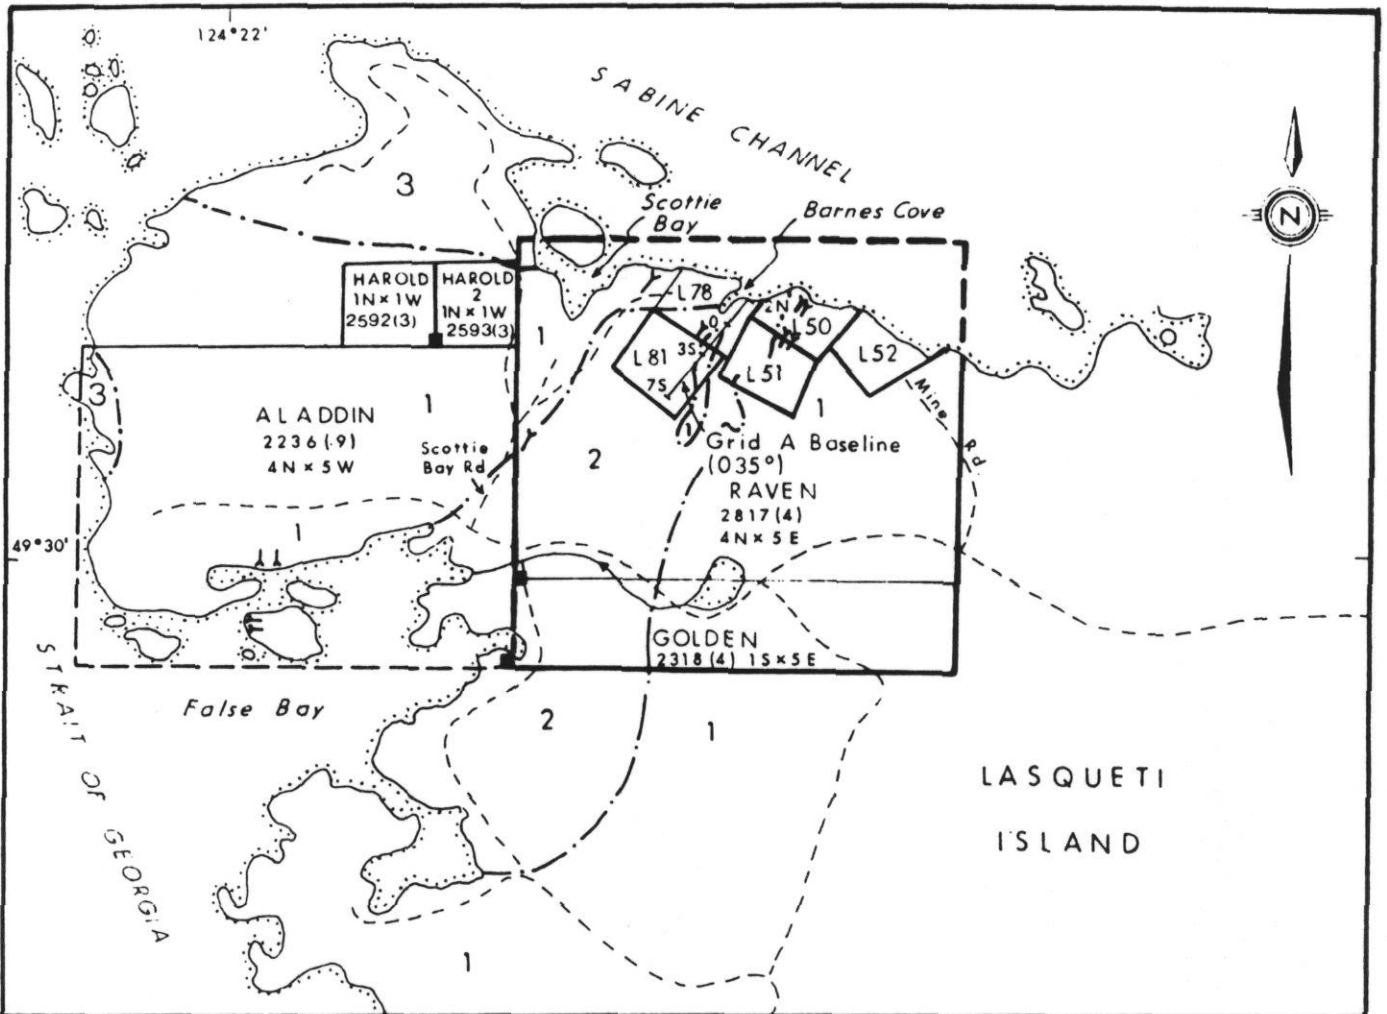 124°22'
SABINE CHANNEL
3
Scottie
Bay
Barnes Cove
N
HAROLD
1N × 1W
2592(3)
HAROLD
2
1N × 1W
2593(3)
L78
2N
L50
1
O
3S
L81
7S
L51
L52
3
ALADDIN
2236(.9)
4N × 5W
1
Scottie
Bay Rd
2
1
1
Mine Rd
Grid A Baseline
(035°)
RAVEN
2817(4)
4N × 5E
1
49°30'
GOLDEN
2318(4) 1S × 5E
STRAIT OF GEORGIA
False Bay
2
1
LASQUETI
ISLAND
1